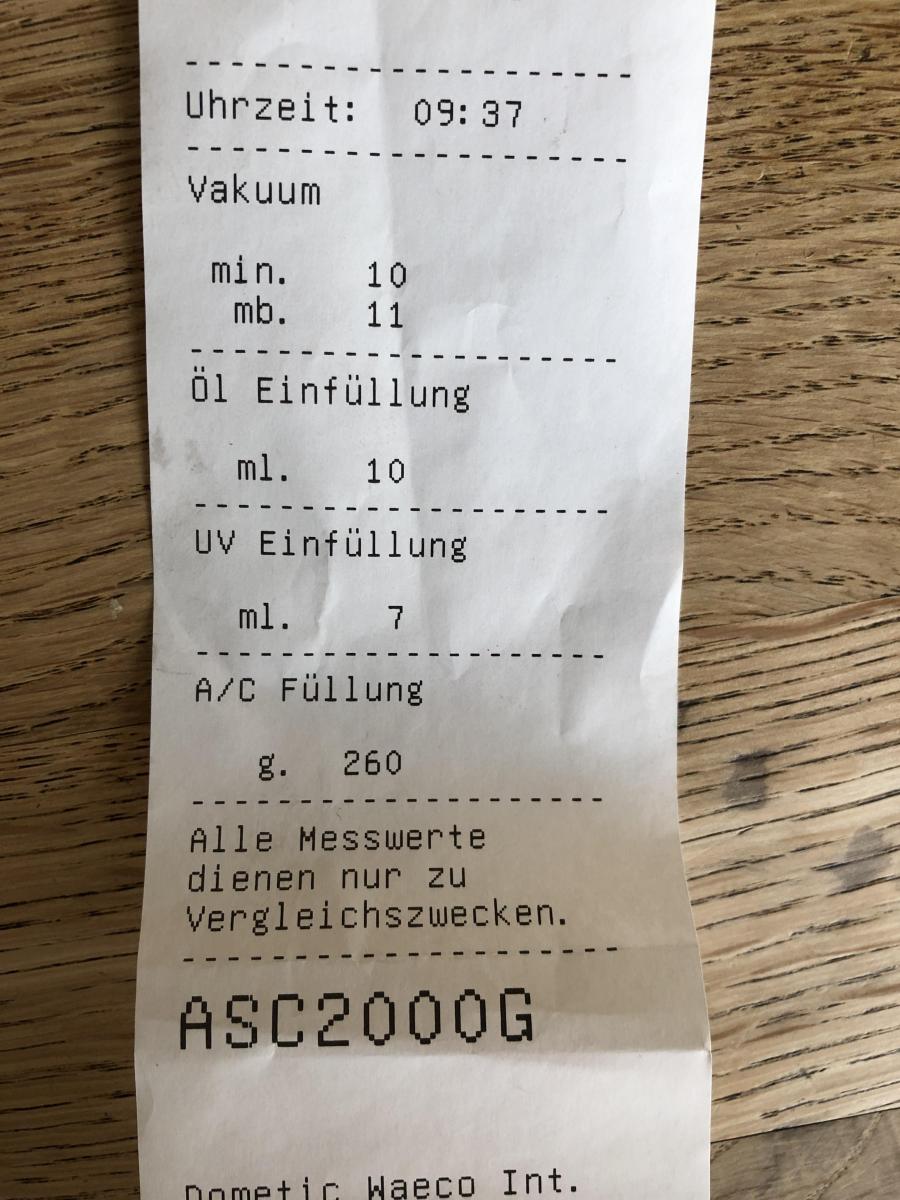 --------------------
Uhrzeit: 09:37
--------------------
Vakuum
min. 10
mb. 11
--------------------
Öl Einfüllung
ml. 10
--------------------
UV Einfüllung
ml. 7
--------------------
A/C Füllung
g. 260
--------------------
Alle Messwerte
dienen nur zu
Vergleichszwecken.
--------------------
ASC2000G
Dometic Waeco Int.